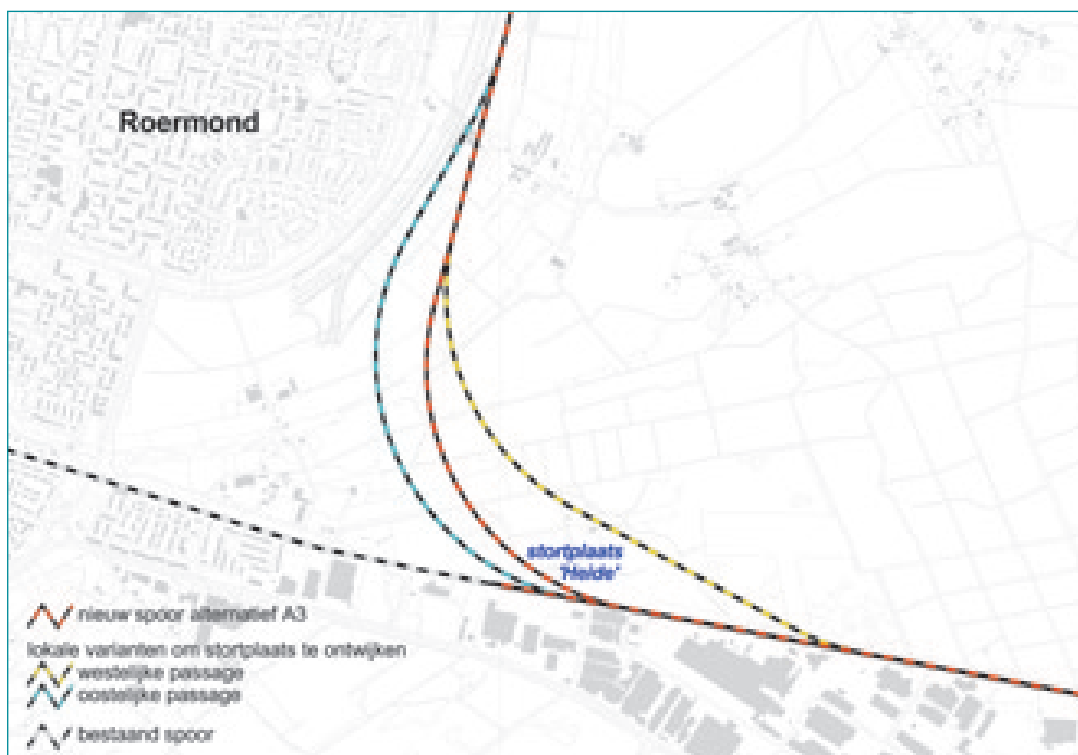 Roermond
stortplaats
'Heide'
nieuw spoor alternatief A3
lokale varianten om stortplaats te ontwijken
westelijke passage
oostelijke passage
bestaand spoor